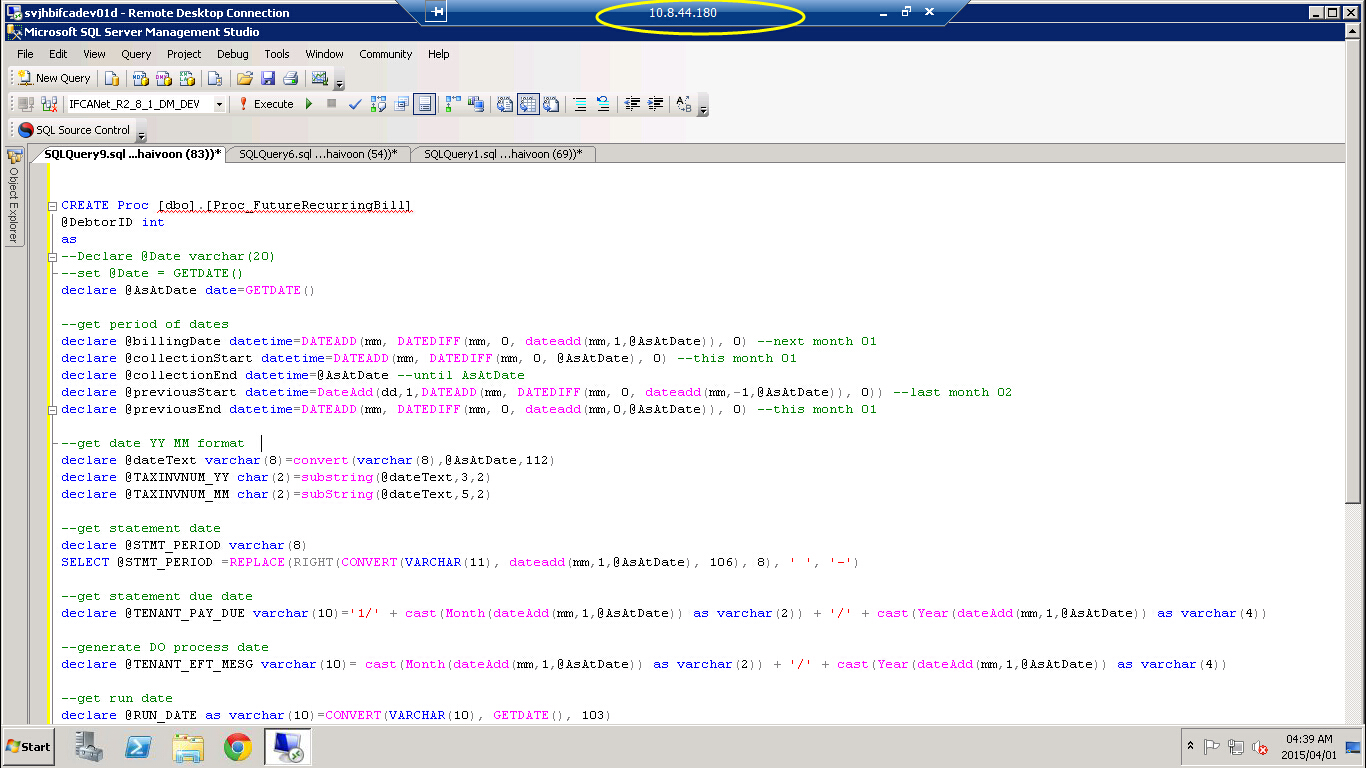 svjhbifcadev01d - Remote Desktop Connection
10.8.44.180
Microsoft SQL Server Management Studio
File Edit View Query Project Debug Tools Window Community Help
New Query
IFCANet_R2_8_1_DM_DEV Execute
SQL Source Control
SQLQuery9.sql ...haivoon (83))* SQLQuery6.sql ...haivoon (54))* SQLQuery1.sql ...haivoon (69))*
Object Explorer
CREATE Proc [dbo].[Proc_FutureRecurringBill]
@DebtorID int
as
--Declare @Date varchar(20)
--set @Date = GETDATE()
declare @AsAtDate date=GETDATE()
--get period of dates
declare @billingDate datetime=DATEADD(mm, DATEDIFF(mm, 0, dateadd(mm,1,@AsAtDate)), 0) --next month 01
declare @collectionStart datetime=DATEADD(mm, DATEDIFF(mm, 0, @AsAtDate), 0) --this month 01
declare @collectionEnd datetime=@AsAtDate --until AsAtDate
declare @previousStart datetime=DateAdd(dd,1,DATEADD(mm, DATEDIFF(mm, 0, dateadd(mm,-1,@AsAtDate)), 0)) --last month 02
declare @previousEnd datetime=DATEADD(mm, DATEDIFF(mm, 0, dateadd(mm,0,@AsAtDate)), 0) --this month 01
---get date YY MM format
declare @dateText varchar(8)=convert(varchar(8),@AsAtDate,112)
declare @TAXINVNUM_YY char(2)=substring(@dateText,3,2)
declare @TAXINVNUM_MM char(2)=subString(@dateText,5,2)
--get statement date
declare @STMT_PERIOD varchar(8)
SELECT @STMT_PERIOD =REPLACE(RIGHT(CONVERT(VARCHAR(11), dateadd(mm,1,@AsAtDate), 106), 8), ' ', '-')
--get statement due date
declare @TENANT_PAY_DUE varchar(10)='1/' + cast(Month(dateAdd(mm,1,@AsAtDate)) as varchar(2)) + '/' + cast(Year(dateAdd(mm,1,@AsAtDate)) as varchar(4))
--generate DO process date
declare @TENANT_EFT_MESG varchar(10)= cast(Month(dateAdd(mm,1,@AsAtDate)) as varchar(2)) + '/' + cast(Year(dateAdd(mm,1,@AsAtDate)) as varchar(4))
--get run date
declare @RUN_DATE as varchar(10)=CONVERT(VARCHAR(10), GETDATE(), 103)
Start
04:39 AM
2015/04/01